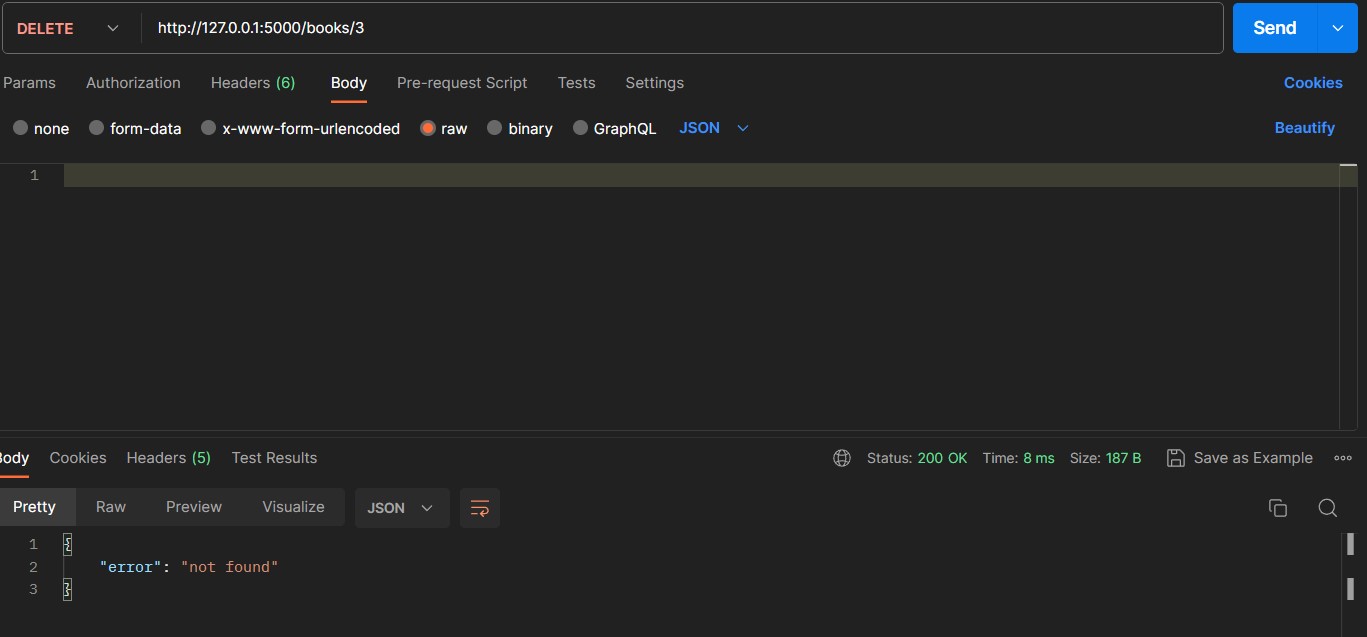 DELETE http://127.0.0.1:5000/books/3 Send
Params Authorization Headers (6) Body Pre-request Script Tests Settings Cookies
none form-data x-www-form-urlencoded raw binary GraphQL JSON Beautify
1
Body Cookies Headers (5) Test Results Status: 200 OK Time: 8 ms Size: 187 B Save as Example
Pretty Raw Preview Visualize JSON
1 {
2 "error": "not found"
3 }